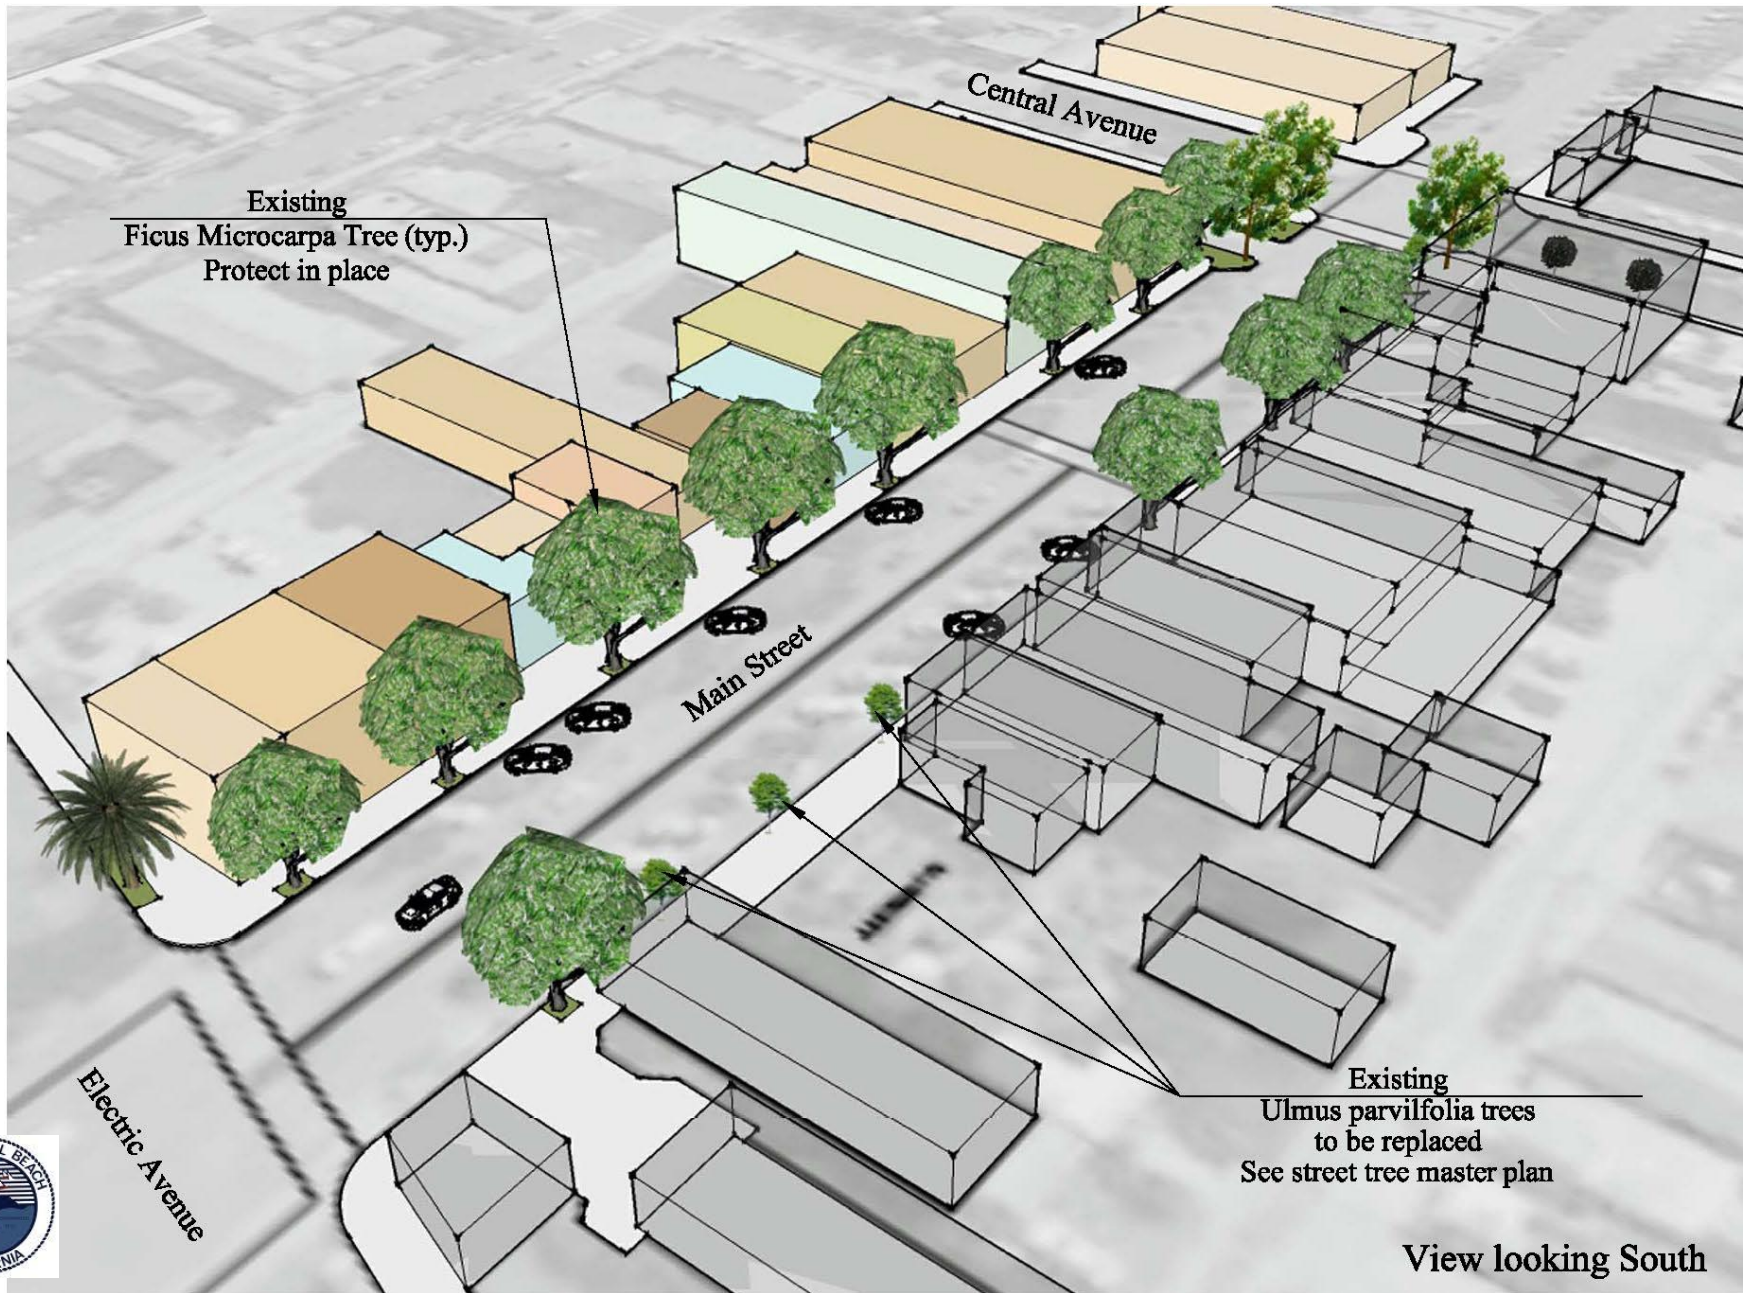 Central Avenue
Existing
Ficus Microcarpa Tree (typ.)
Protect in place
Main Street
Electric Avenue
Existing
Ulmus parvilfolia trees
to be replaced
See street tree master plan
View looking South
BEACH